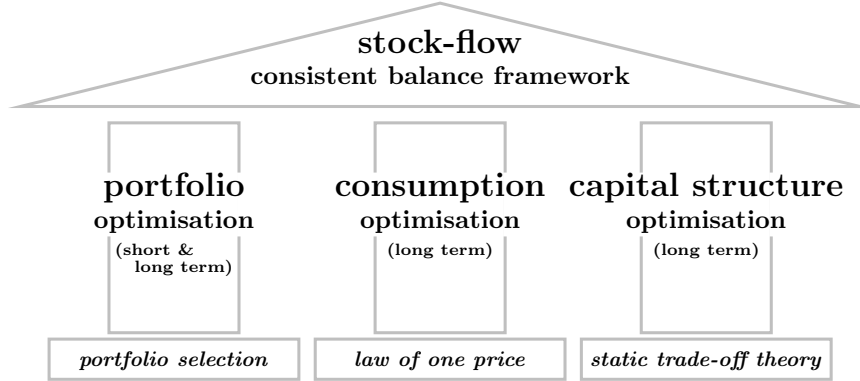 stock-flow
consistent balance framework
portfolio
optimisation
(short &
long term)
consumption
optimisation
(long term)
capital structure
optimisation
(long term)
portfolio selection
law of one price
static trade-off theory